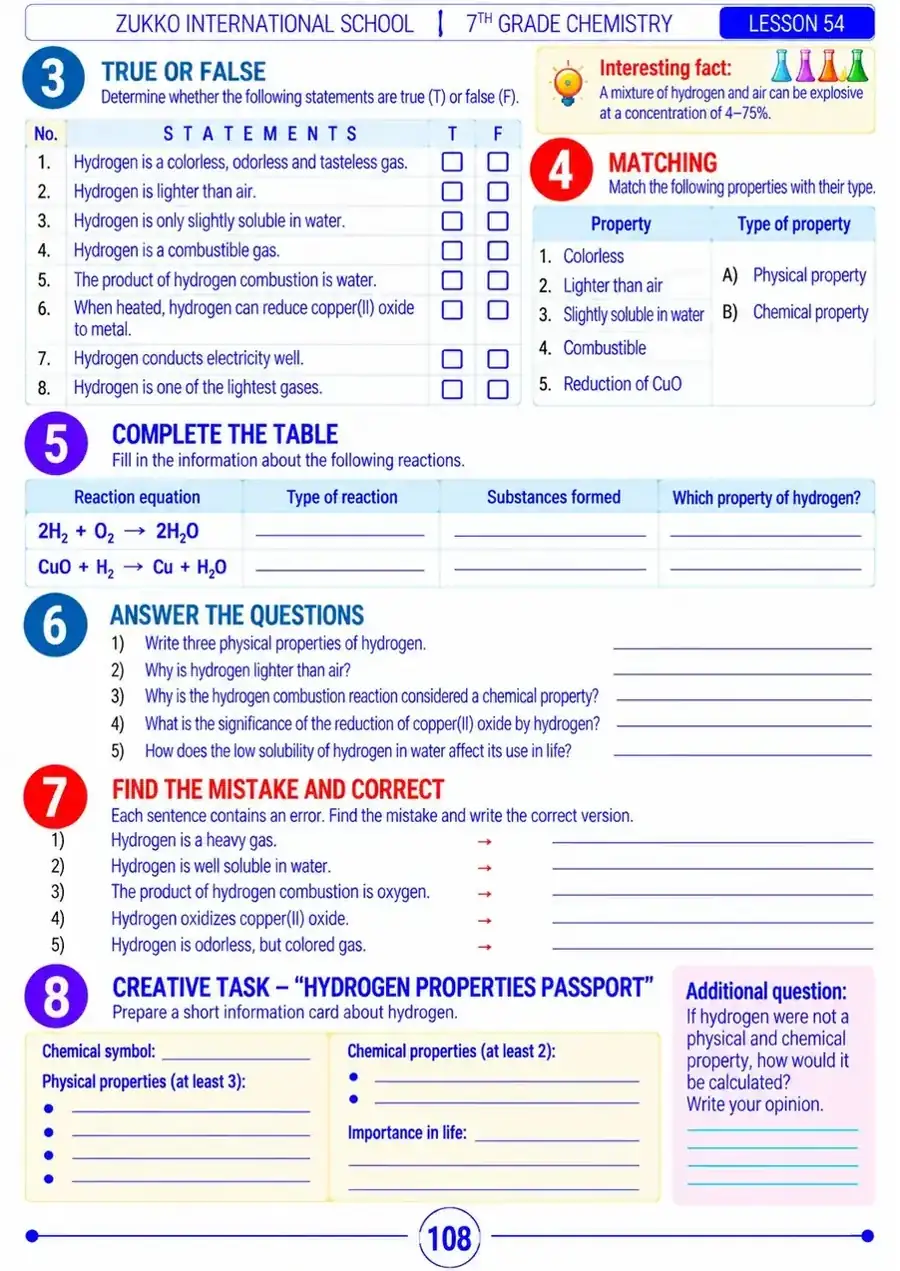 ZUKKO INTERNATIONAL SCHOOL | 7TH GRADE CHEMISTRY LESSON 54
3 TRUE OR FALSE
Determine whether the following statements are true (T) or false (F).
No. STATEMENTS T F
1. Hydrogen is a colorless, odorless and tasteless gas.
2. Hydrogen is lighter than air.
3. Hydrogen is only slightly soluble in water.
4. Hydrogen is a combustible gas.
5. The product of hydrogen combustion is water.
6. When heated, hydrogen can reduce copper(II) oxide
to metal.
7. Hydrogen conducts electricity well.
8. Hydrogen is one of the lightest gases.
Interesting fact:
A mixture of hydrogen and air can be explosive
at a concentration of 4–75%.
4 MATCHING
Match the following properties with their type.
Property Type of property
1. Colorless
2. Lighter than air
3. Slightly soluble in water
4. Combustible
5. Reduction of CuO
A) Physical property
B) Chemical property
5 COMPLETE THE TABLE
Fill in the information about the following reactions.
Reaction equation Type of reaction Substances formed Which property of hydrogen?
2H₂ + O₂ → 2H₂O
CuO + H₂ → Cu + H₂O
6 ANSWER THE QUESTIONS
1) Write three physical properties of hydrogen.
2) Why is hydrogen lighter than air?
3) Why is the hydrogen combustion reaction considered a chemical property?
4) What is the significance of the reduction of copper(II) oxide by hydrogen?
5) How does the low solubility of hydrogen in water affect its use in life?
7 FIND THE MISTAKE AND CORRECT
Each sentence contains an error. Find the mistake and write the correct version.
1) Hydrogen is a heavy gas. →
2) Hydrogen is well soluble in water. →
3) The product of hydrogen combustion is oxygen. →
4) Hydrogen oxidizes copper(II) oxide. →
5) Hydrogen is odorless, but colored gas. →
8 CREATIVE TASK – “HYDROGEN PROPERTIES PASSPORT”
Prepare a short information card about hydrogen.
Chemical symbol:
Physical properties (at least 3):
Chemical properties (at least 2):
Importance in life:
Additional question:
If hydrogen were not a
physical and chemical
property, how would it
be calculated?
Write your opinion.
108